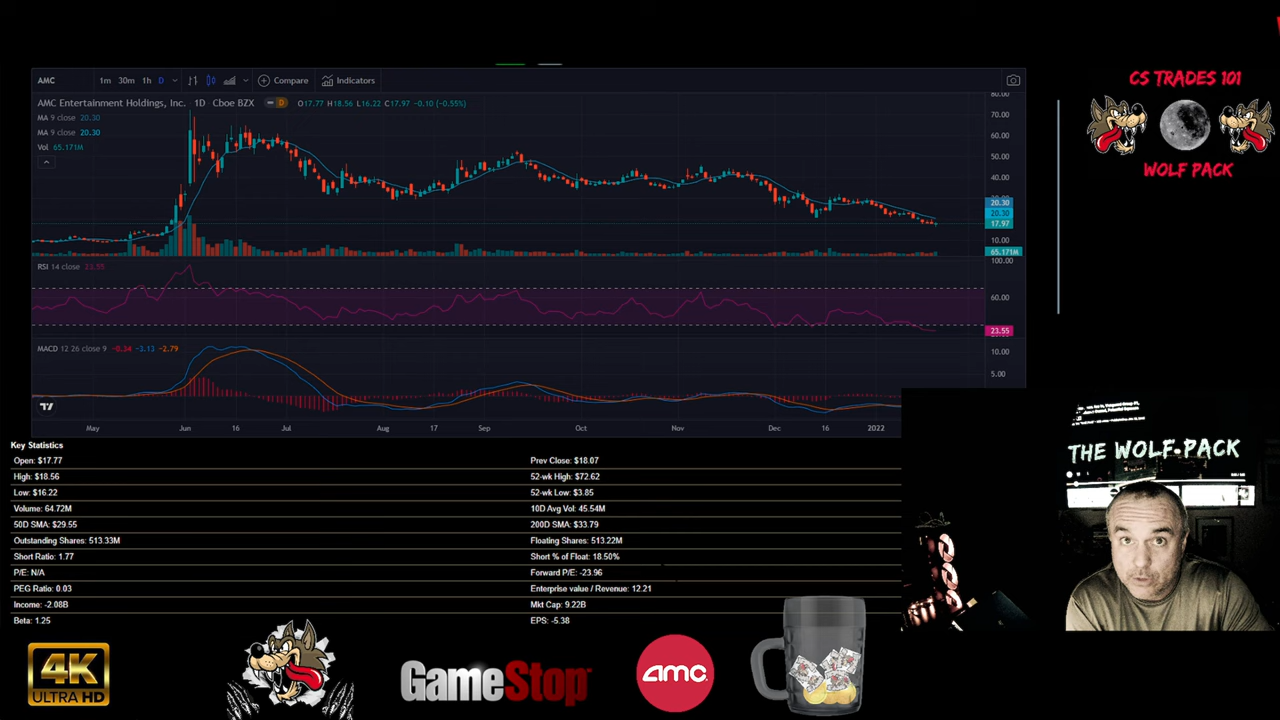 AMC 1m 30m 1h D Compare Indicators
AMC Entertainment Holdings, Inc. 1D Cboe BZX D O17.77 H18.56 L16.22 C17.97 -0.10 (-0.55%)
MA 9 close 20.30
MA 9 close 20.30
Vol 65.171M
80.00
70.00
60.00
50.00
40.00
30.00
20.30
20.30
17.97
10.00
65.171M
RSI 14 close 23.55
100.00
60.00
23.55
MACD 12 26 close 9 -0.34 -3.13 -2.79
10.00
5.00
May Jun 16 Jul Aug 17 Sep Oct Nov Dec 16 2022
CS TRADES 101
WOLF PACK
Key Statistics
Open: $17.77 Prev Close: $18.07
High: $18.56 52-wk High: $72.62
Low: $16.22 52-wk Low: $3.85
Volume: 64.72M 10D Avg Vol: 45.54M
50D SMA: $29.55 200D SMA: $33.79
Outstanding Shares: 513.33M Floating Shares: 513.22M
Short Ratio: 1.77 Short % of Float: 18.50%
P/E: N/A Forward P/E: -23.96
PEG Ratio: 0.03 Enterprise value / Revenue: 12.21
Income: -2.08B Mkt Cap: 9.22B
Beta: 1.25 EPS: -5.38
THE WOLF-PACK
4K
ULTRA HD
GameStop
amc